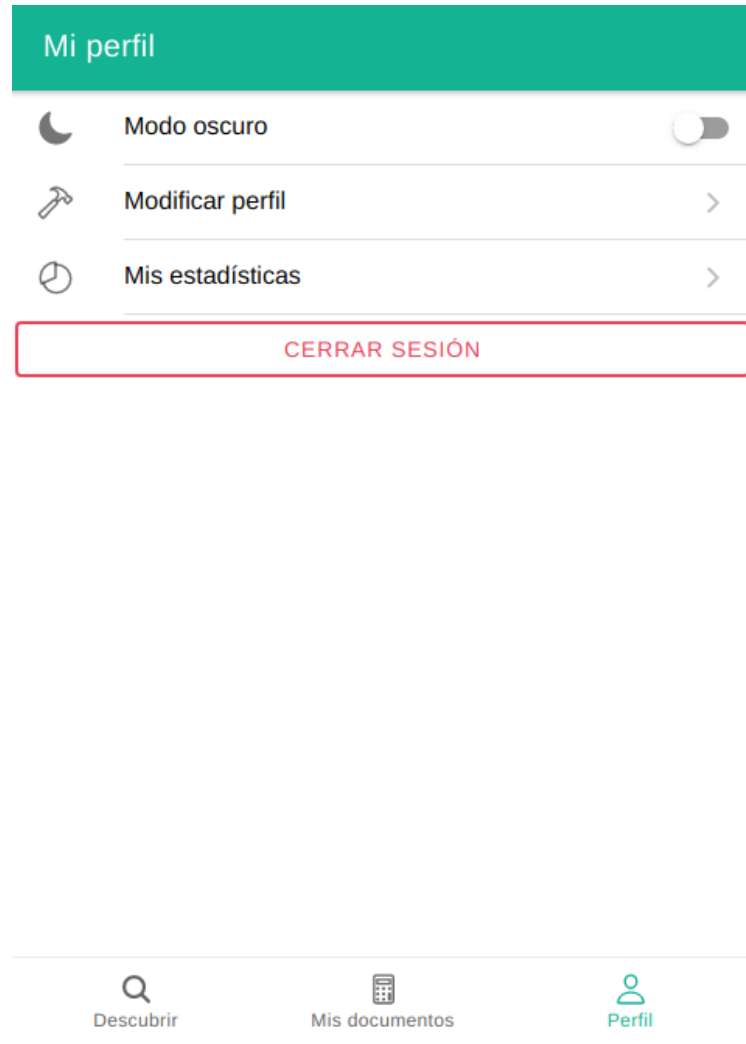 Mi perfil
Modo oscuro
Modificar perfil
Mis estadísticas
CERRAR SESIÓN
Descubrir
Mis documentos
Perfil